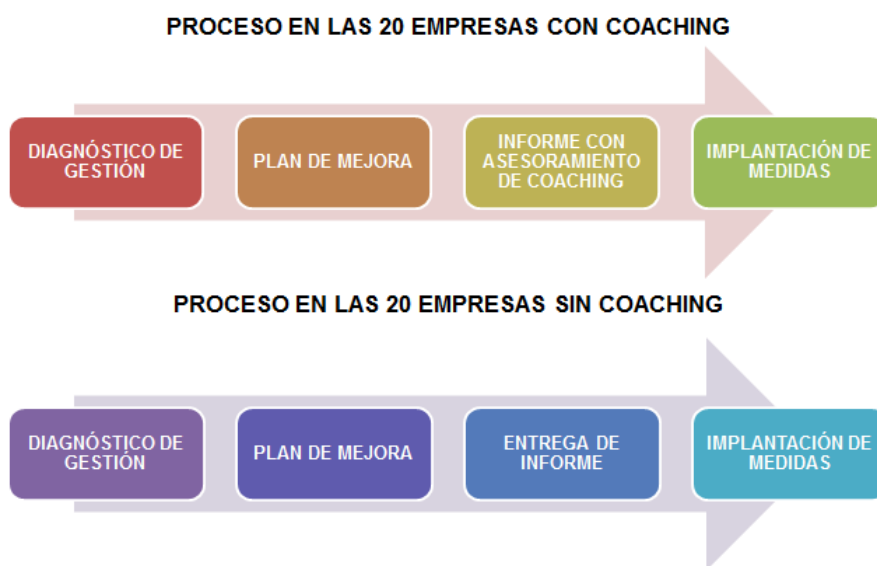 PROCESO EN LAS 20 EMPRESAS CON COACHING
DIAGNÓSTICO DE
GESTIÓN
PLAN DE MEJORA
INFORME CON
ASESORAMIENTO
DE COACHING
IMPLANTACIÓN DE
MEDIDAS
PROCESO EN LAS 20 EMPRESAS SIN COACHING
DIAGNÓSTICO DE
GESTIÓN
PLAN DE MEJORA
ENTREGA DE
INFORME
IMPLANTACIÓN DE
MEDIDAS